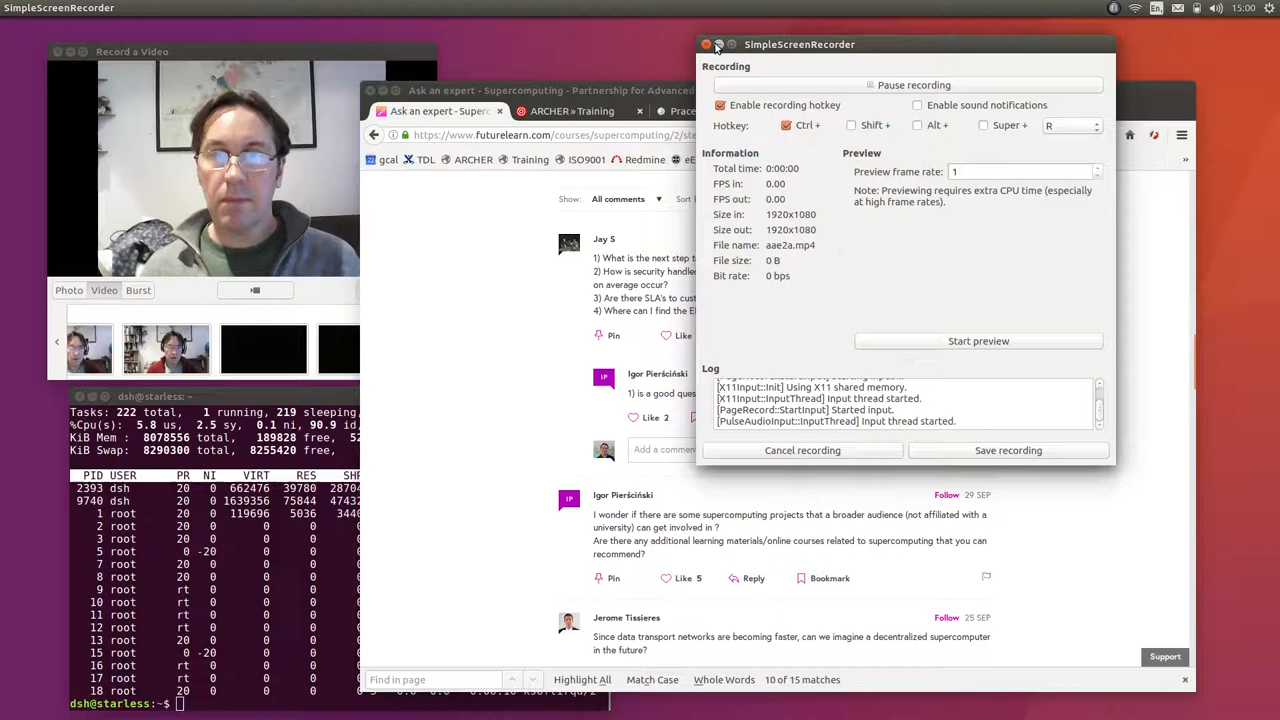 SimpleScreenRecorder
En
15:00
Record a Video
Photo
Video
Burst
dsh@starless: ~
Tasks: 222 total, 1 running, 219 sleeping,
%Cpu(s): 5.8 us, 2.5 sy, 0.1 ni, 90.9 id,
KiB Mem : 8078556 total, 189828 free, 52
KiB Swap: 8290300 total, 8255420 free,
PID USER PR NI VIRT RES SHR
2393 dsh 20 0 662476 39780 28704
9740 dsh 20 0 1639356 75844 47432
1 root 20 0 119696 5036 3440
2 root 20 0 0 0 0
3 root 20 0 0 0 0
5 root 0 -20 0 0 0
7 root 20 0 0 0 0
8 root 20 0 0 0 0
9 root rt 0 0 0 0
10 root rt 0 0 0 0
11 root rt 0 0 0 0
12 root rt 0 0 0 0
13 root 20 0 0 0 0
15 root 0 -20 0 0 0
16 root rt 0 0 0 0
17 root rt 0 0 0 0
18 root 20 0 0 0 0
dsh@starless:~$
Ask an expert - Supercomputing - Partnership for Advanced
Ask an expert - Superc
ARCHER » Training
Prace
https://www.futurelearn.com/courses/supercomputing/2/ste
gcal
TDL
ARCHER
Training
ISO9001
Redmine
Show: All comments
Sort
Jay S
1) What is the next step
2) How is security handle
on average occur?
3) Are there SLA's to cust
4) Where can I find the
Pin
Like
IP
Igor Pierściński
1) is a good ques
Like 2
Add a comme
IP
Igor Pierściński
Follow 29 SEP
I wonder if there are some supercomputing projects that a broader audience (not affiliated with a
university) can get involved in ?
Are there any additional learning materials/online courses related to supercomputing that you can
recommend?
Pin
Like 5
Reply
Bookmark
Jerome Tissieres
Follow 25 SEP
Since data transport networks are becoming faster, can we imagine a decentralized supercomputer
in the future?
Support
Find in page
Highlight All
Match Case
Whole Words
10 of 15 matches
SimpleScreenRecorder
Recording
Pause recording
Enable recording hotkey
Enable sound notifications
Hotkey:
Ctrl +
Shift +
Alt +
Super +
R
Information
Total time: 0:00:00
FPS in: 0.00
FPS out: 0.00
Size in: 1920x1080
Size out: 1920x1080
File name: aae2a.mp4
File size: 0 B
Bit rate: 0 bps
Preview
Preview frame rate: 1
Note: Previewing requires extra CPU time (especially
at high frame rates).
Start preview
Log
[X11Input::Init] Using X11 shared memory.
[X11Input::InputThread] Input thread started.
[PageRecord::StartInput] Started input.
[PulseAudioInput::InputThread] Input thread started.
Cancel recording
Save recording